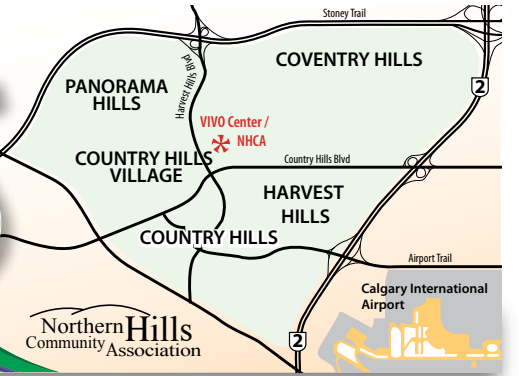 Stoney Trail
COVENTRY HILLS
2
PANORAMA
HILLS
Harvest Hills Blvd
VIVO Center /
NHCA
COUNTRY HILLS
VILLAGE
Country Hills Blvd
HARVEST
HILLS
COUNTRY HILLS
Airport Trail
Calgary International
Airport
Northern Hills
Community Association
2